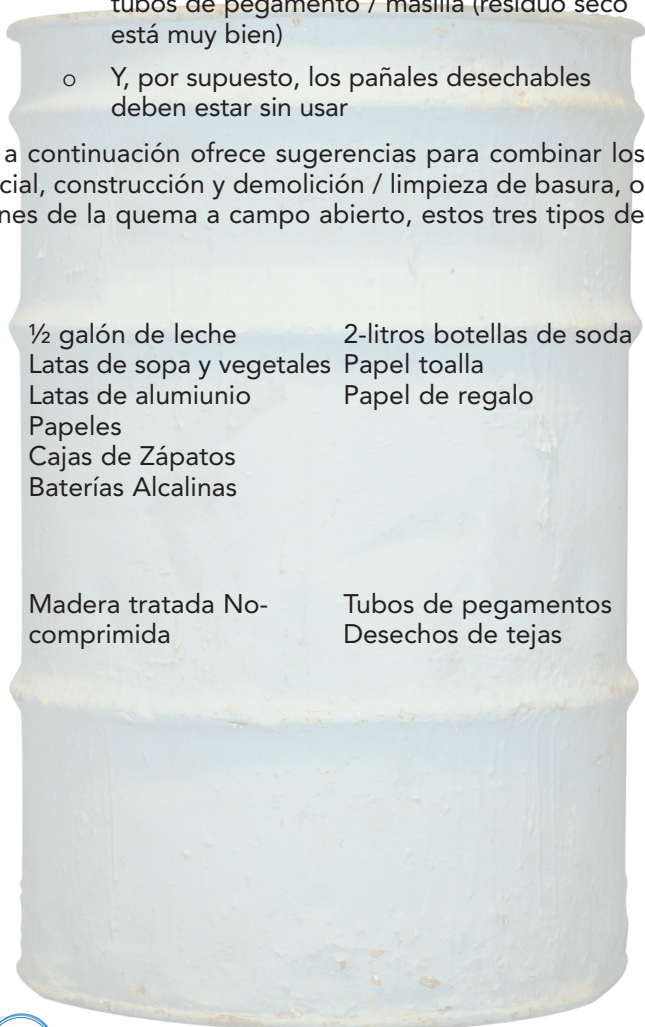 tubos de pegamento / masilla (residuo seco
está muy bien)
o Y, por supuesto, los pañales desechables
deben estar sin usar
a continuación ofrece sugerencias para combinar los
cial, construcción y demolición / limpieza de basura, o
nes de la quema a campo abierto, estos tres tipos de
½ galón de leche
Latas de sopa y vegetales
Latas de alumiunio
Papeles
Cajas de Zápatos
Baterías Alcalinas
2-litros botellas de soda
Papel toalla
Papel de regalo
Madera tratada No-
comprimida
Tubos de pegamentos
Desechos de tejas